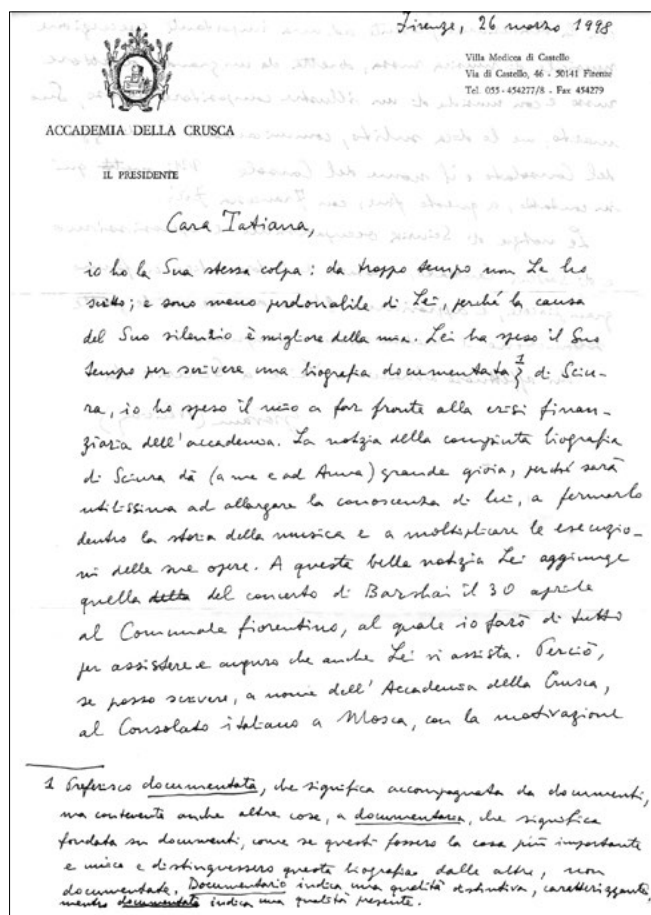 Firenze, 26 marzo 1998
Villa Medicea di Castello
Via di Castello, 46 - 50141 Firenze
Tel. 055-454277/8 - Fax 454279
ACCADEMIA DELLA CRUSCA
IL PRESIDENTE
Cara Tatiana,
io ho la Sua stessa colpa: da troppo tempo non Le ho
scritto; e sono meno perdonabile di Lei, perché la causa
del Suo silenzio è migliore della mia. Lei ha speso il Suo
tempo per scrivere una biografia documentata 1 di Sciu-
ra, io ho speso il mio a far fronte alla crisi finan-
ziaria dell'accademia. La notizia della compiuta biografia
di Sciura dà (a me e ad Anna) grande gioia, perché sarà
utilissima ad allargare la conoscenza di lui, a fermarlo
dentro la storia della musica e a moltiplicare le esecuzio-
ni delle sue opere. A questa bella notizia Lei aggiunge
quella della del concerto di Barshai il 30 aprile
al Comunale fiorentino, al quale io farò di tutto
per assistere e auguro che anche Lei vi assista. Perciò,
se posso scrivere, a nome dell'Accademia della Crusca,
al Consolato italiano a Mosca, con la motivazione
1 Preferisco documentata, che significa accompagnata da documenti,
ma contenente anche altre cose, a documentaria, che significa
fondata su documenti, come se questi fossero la cosa più importante
e unica e distinguessero questa biografia dalle altre, non
documentate. Documentario indica una qualità distintiva, caratterizzante,
mentre documentato indica una qualità presente.